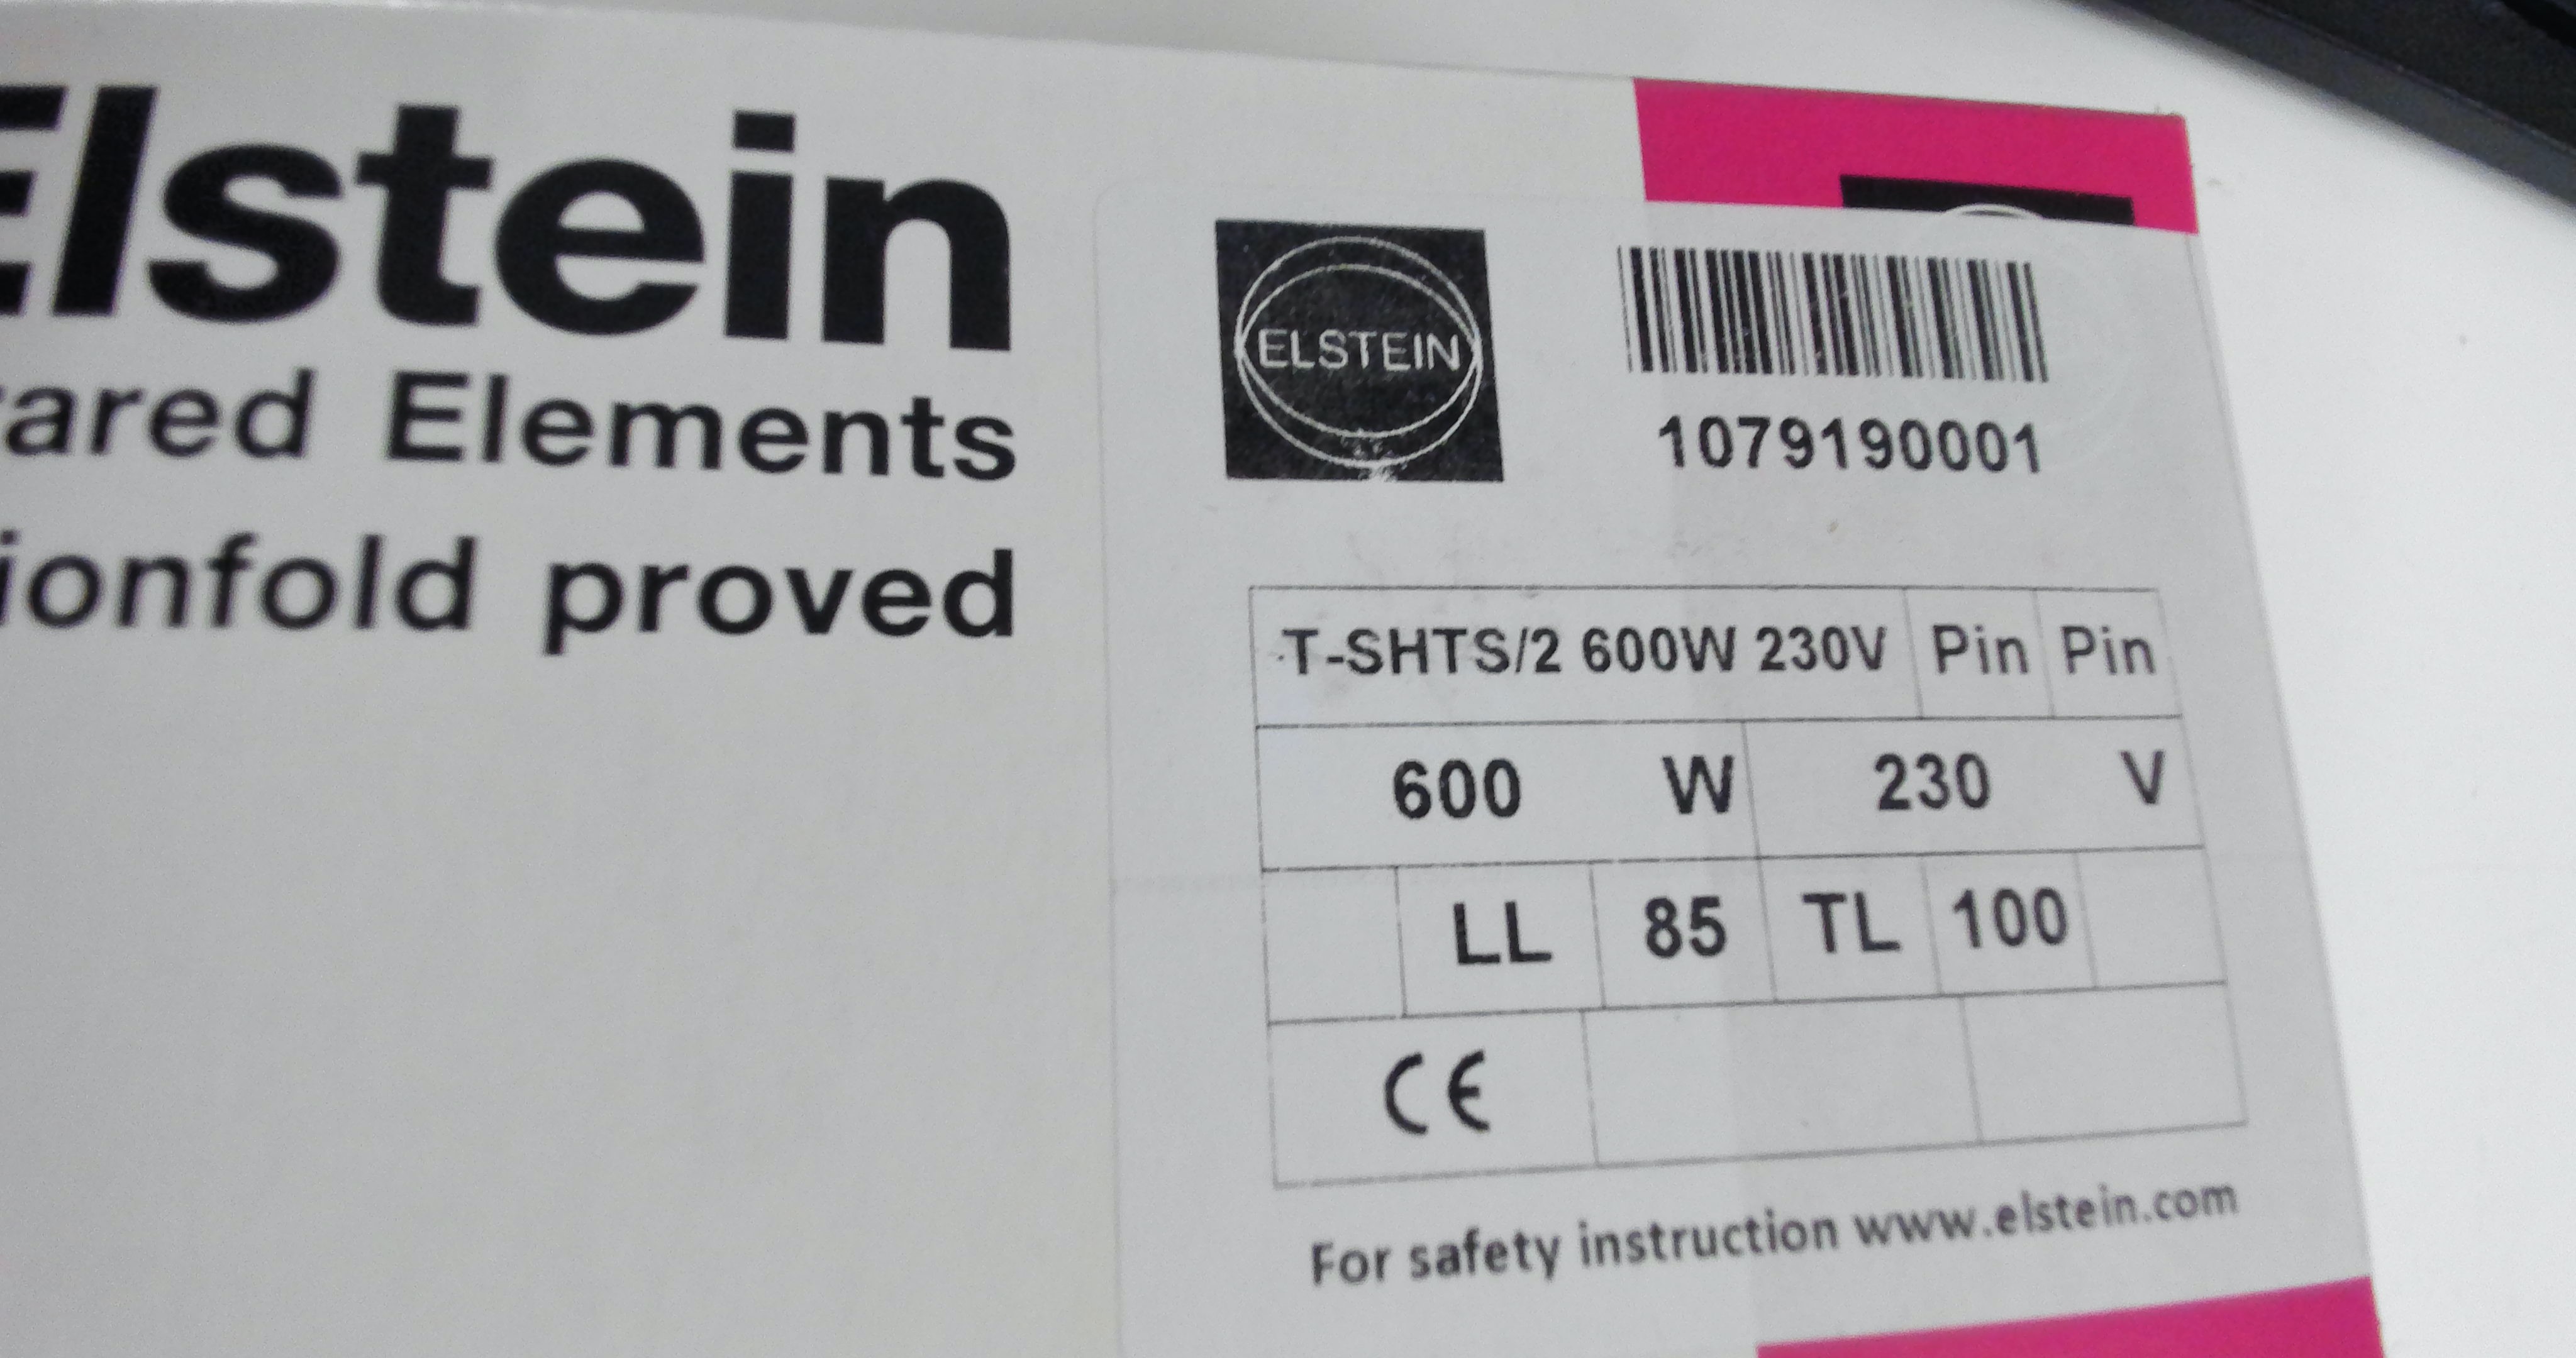 Elstein
ared Elements
ionfold proved
ELSTEIN
1079190001
T-SHTS/2 600W 230V Pin Pin
600 W 230 V
LL 85 TL 100
CE
For safety instruction www.elstein.com